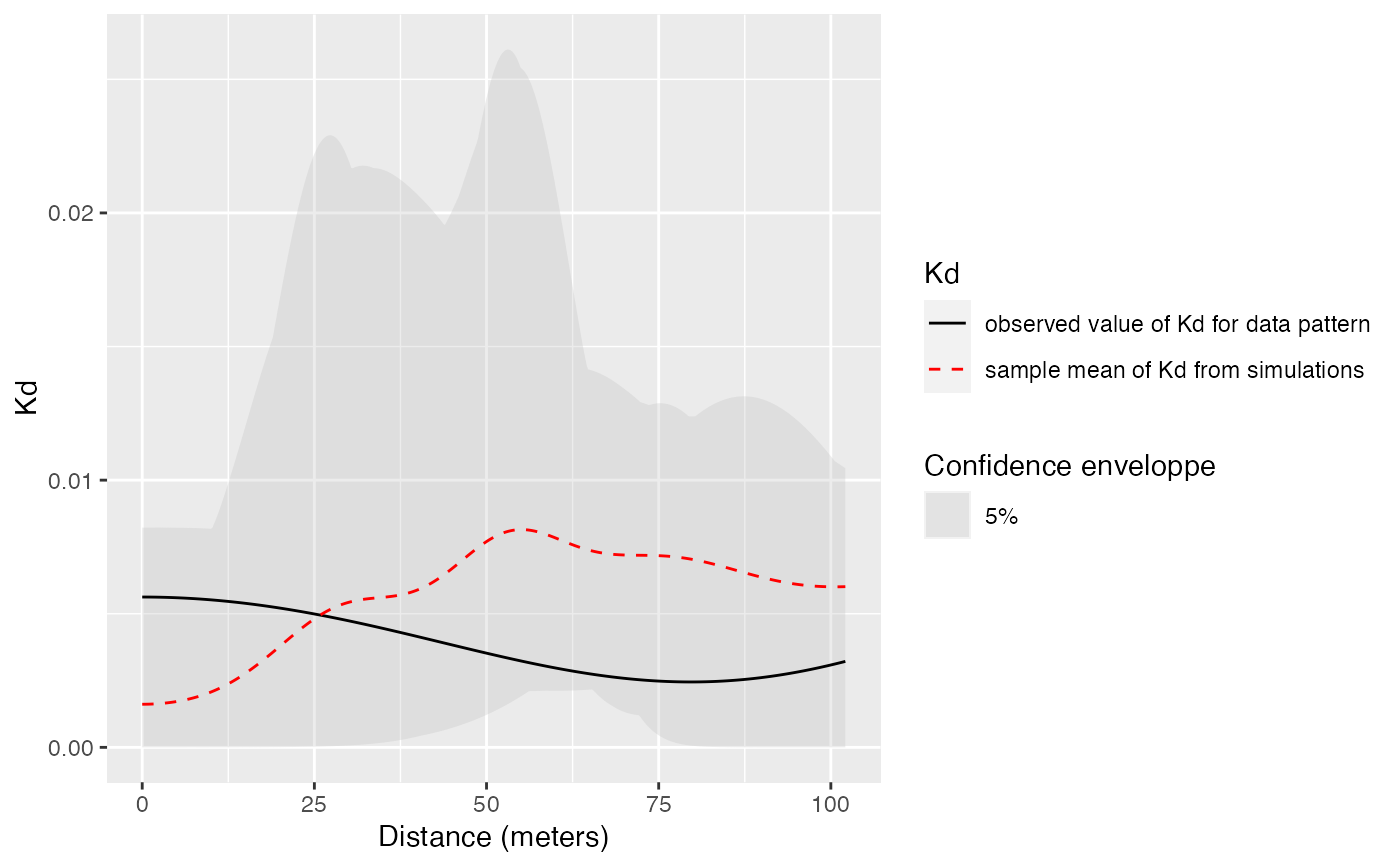 0.02
0.01
0.00
Kd
0
25
50
75
100
Distance (meters)
Kd
observed value of Kd for data pattern
sample mean of Kd from simulations
Confidence enveloppe
5%